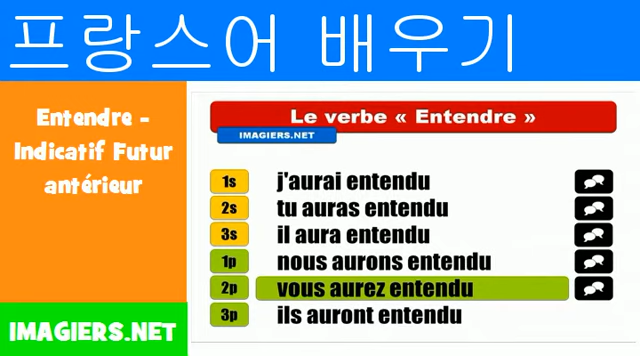 프랑스어 배우기
Entendre -
Indicatif Futur
antérieur
IMAGIERS.NET
Le verbe « Entendre »
IMAGIERS.NET
1s j'aurai entendu
2s tu auras entendu
3s il aura entendu
1p nous aurons entendu
2p vous aurez entendu
3p ils auront entendu